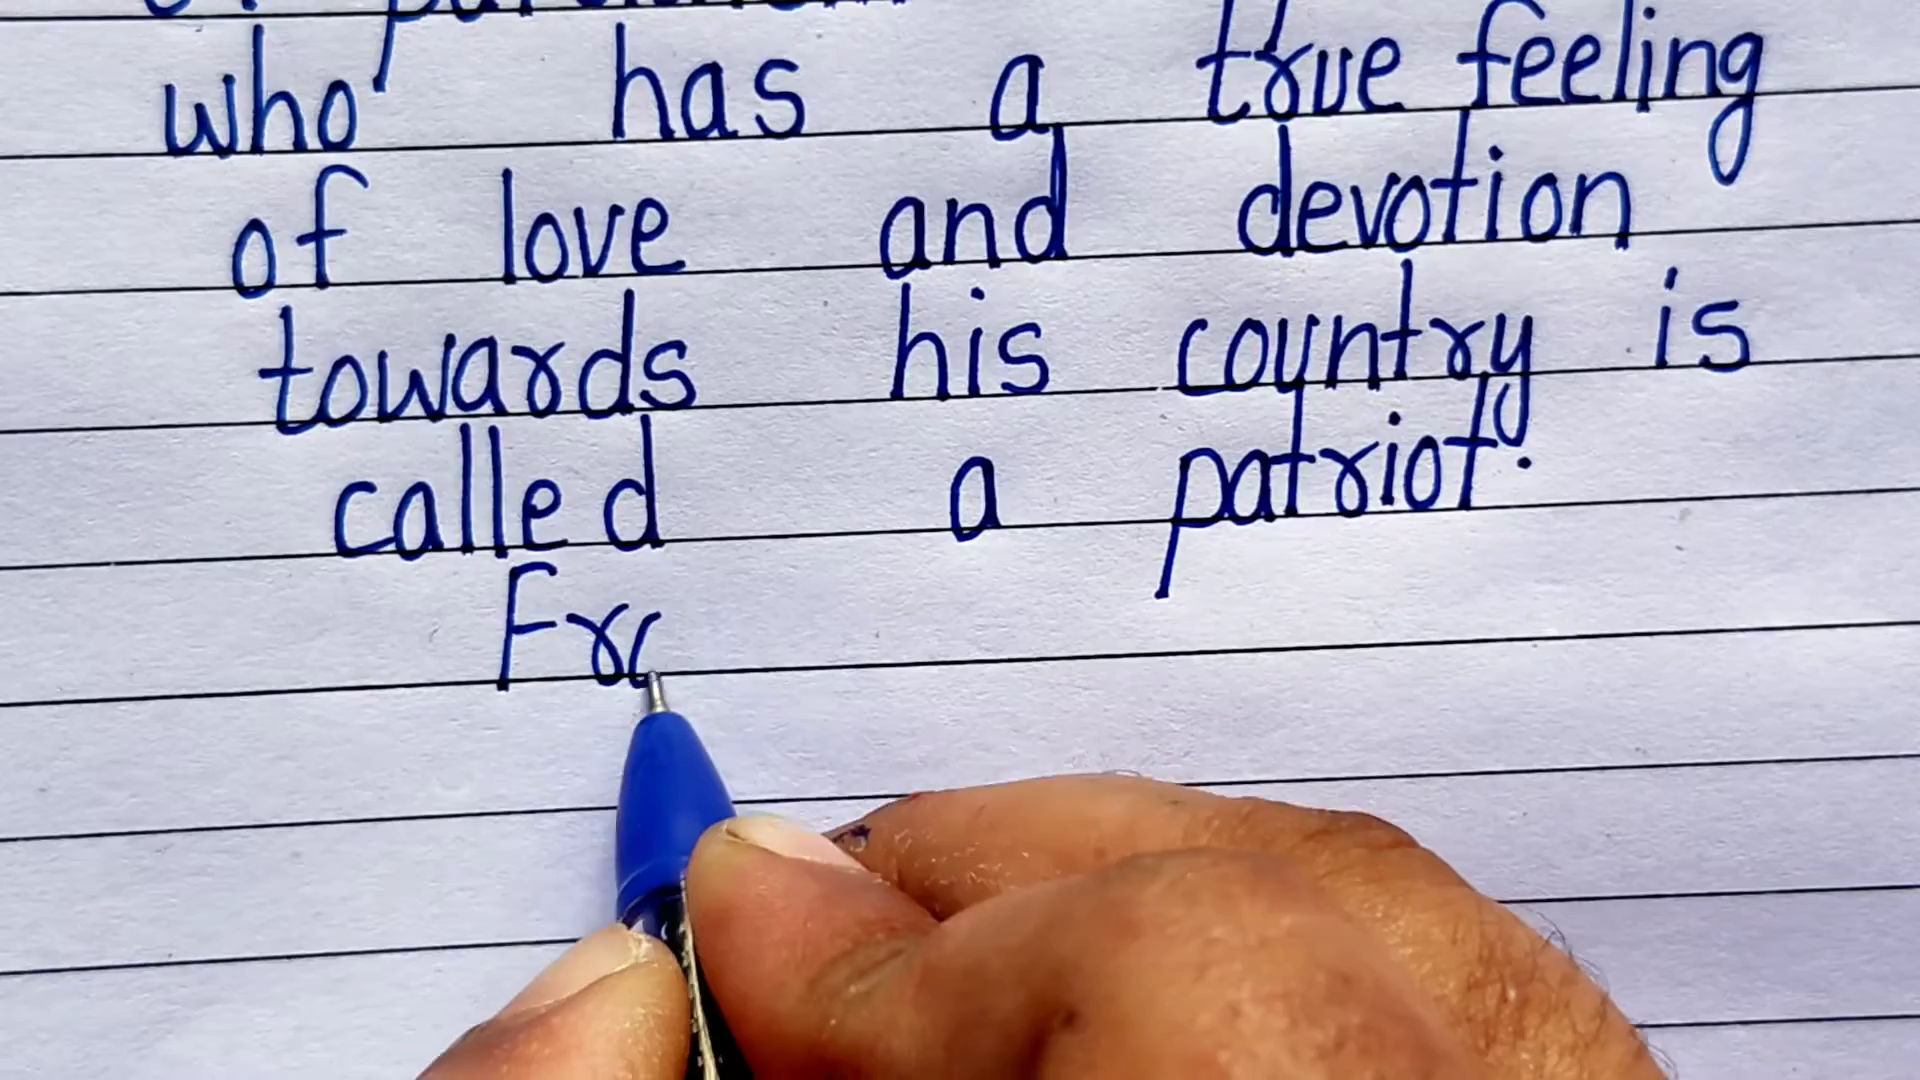 who has a true feeling
of love and devotion
towards his country is
called a patriot.
Fr